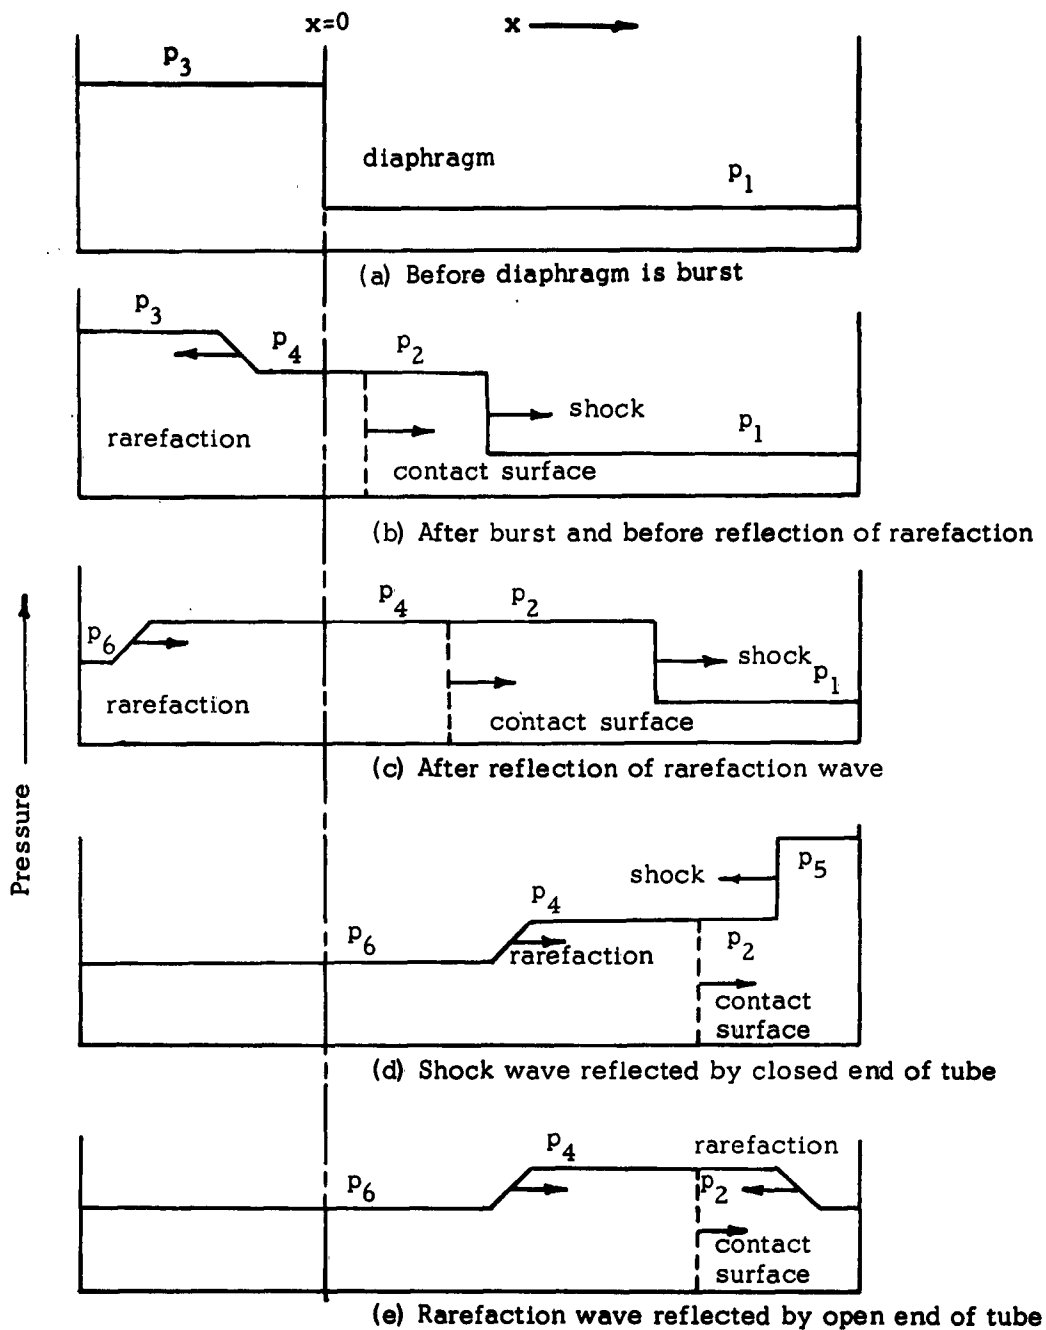 x=0
x
p3
diaphragm
p1
(a) Before diaphragm is burst
p3
p4
p2
shock
rarefaction
p1
contact surface
(b) After burst and before reflection of rarefaction
p4
p2
p6
shock
p1
rarefaction
contact surface
(c) After reflection of rarefaction wave
Pressure
p5
shock
p4
p6
p2
rarefaction
contact
surface
(d) Shock wave reflected by closed end of tube
p4
rarefaction
p6
p2
contact
surface
(e) Rarefaction wave reflected by open end of tube